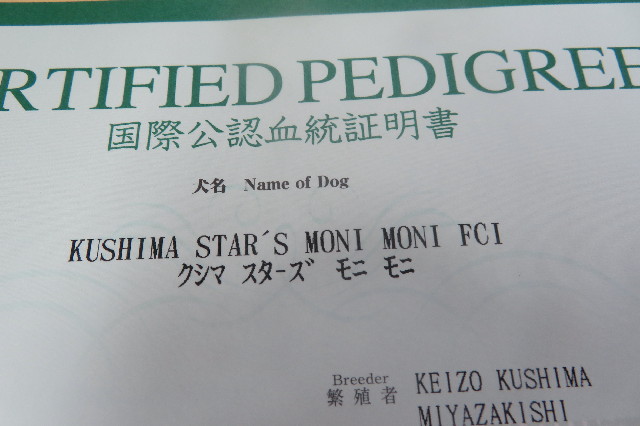 RTIFIED PEDIGREE
国際公認血統証明書
犬名 Name of Dog
KUSHIMA STAR´S MONI MONI FCI
クシマ スターズ モニ モニ
Breeder KEIZO KUSHIMA
繁殖者 MIYAZAKISHI